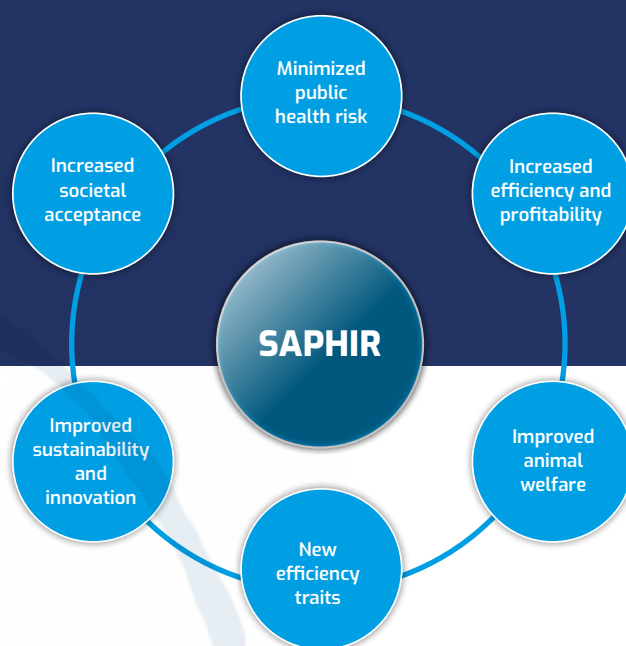 Minimized
public
health risk
Increased
societal
acceptance
Increased
efficiency and
profitability
SAPHIR
Improved
sustainability
and
innovation
Improved
animal
welfare
New
efficiency
traits